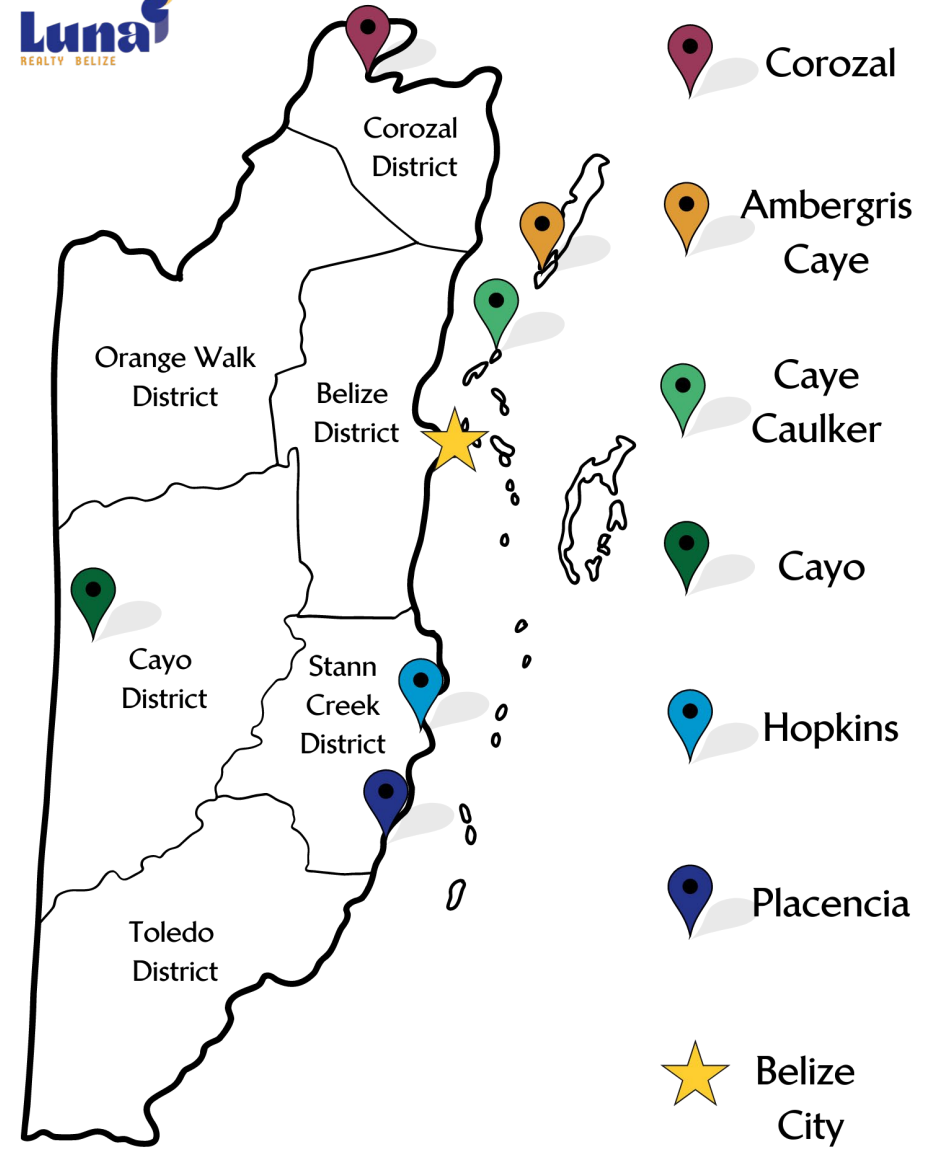 Luna
REALTY BELIZE
Corozal
District
Orange Walk
District
Belize
District
Cayo
District
Stann
Creek
District
Toledo
District
Corozal
Ambergris
Caye
Caye
Caulker
Cayo
Hopkins
Placencia
Belize
City